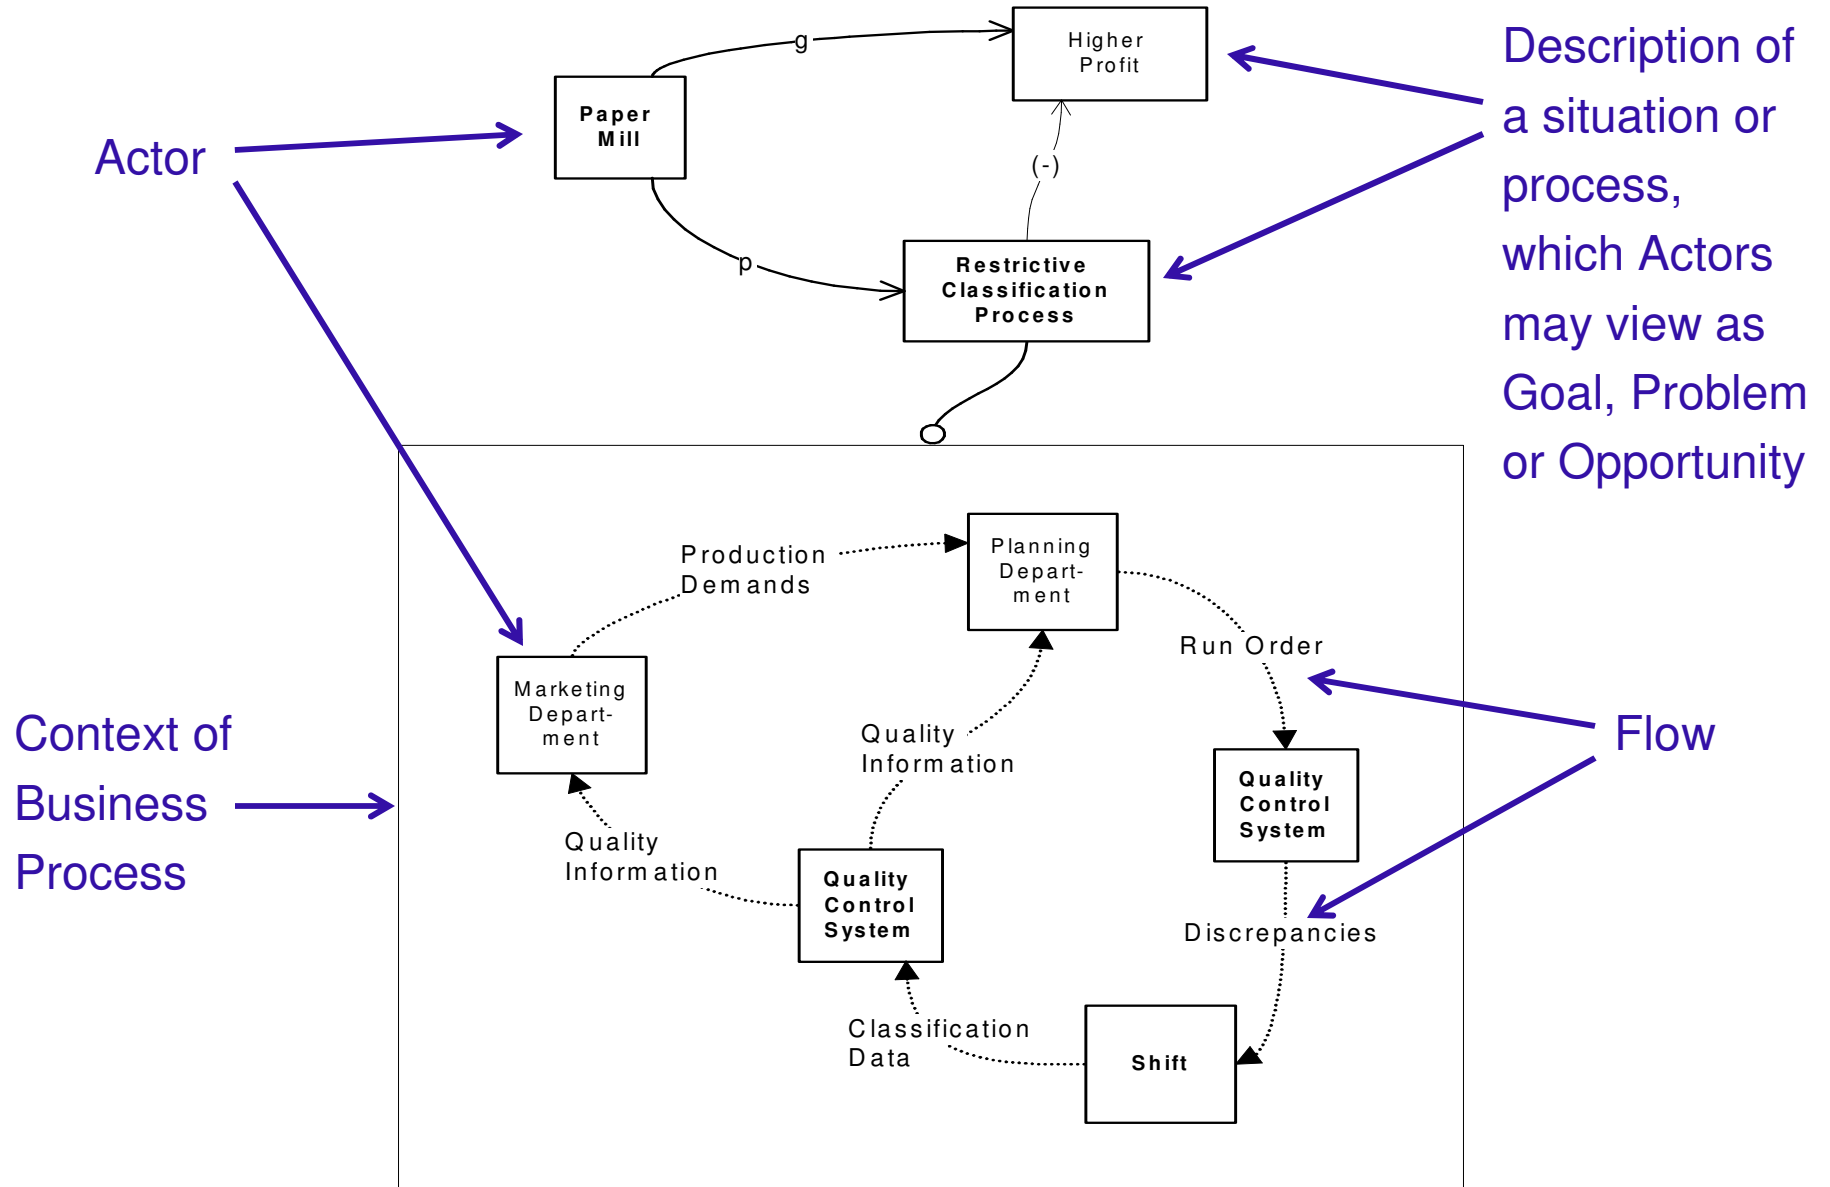 g
Higher
Profit
Description of
a situation or
process,
which Actors
may view as
Goal, Problem
or Opportunity
Paper
Mill
Actor
(-)
p
Restrictive
Classification
Process
Production
Demands
Planning
Depart-
ment
Run Order
Marketing
Depart-
ment
Quality
Information
Context of
Business
Process
Flow
Quality
Control
System
Quality
Information
Quality
Control
System
Discrepancies
Classification
Data
Shift